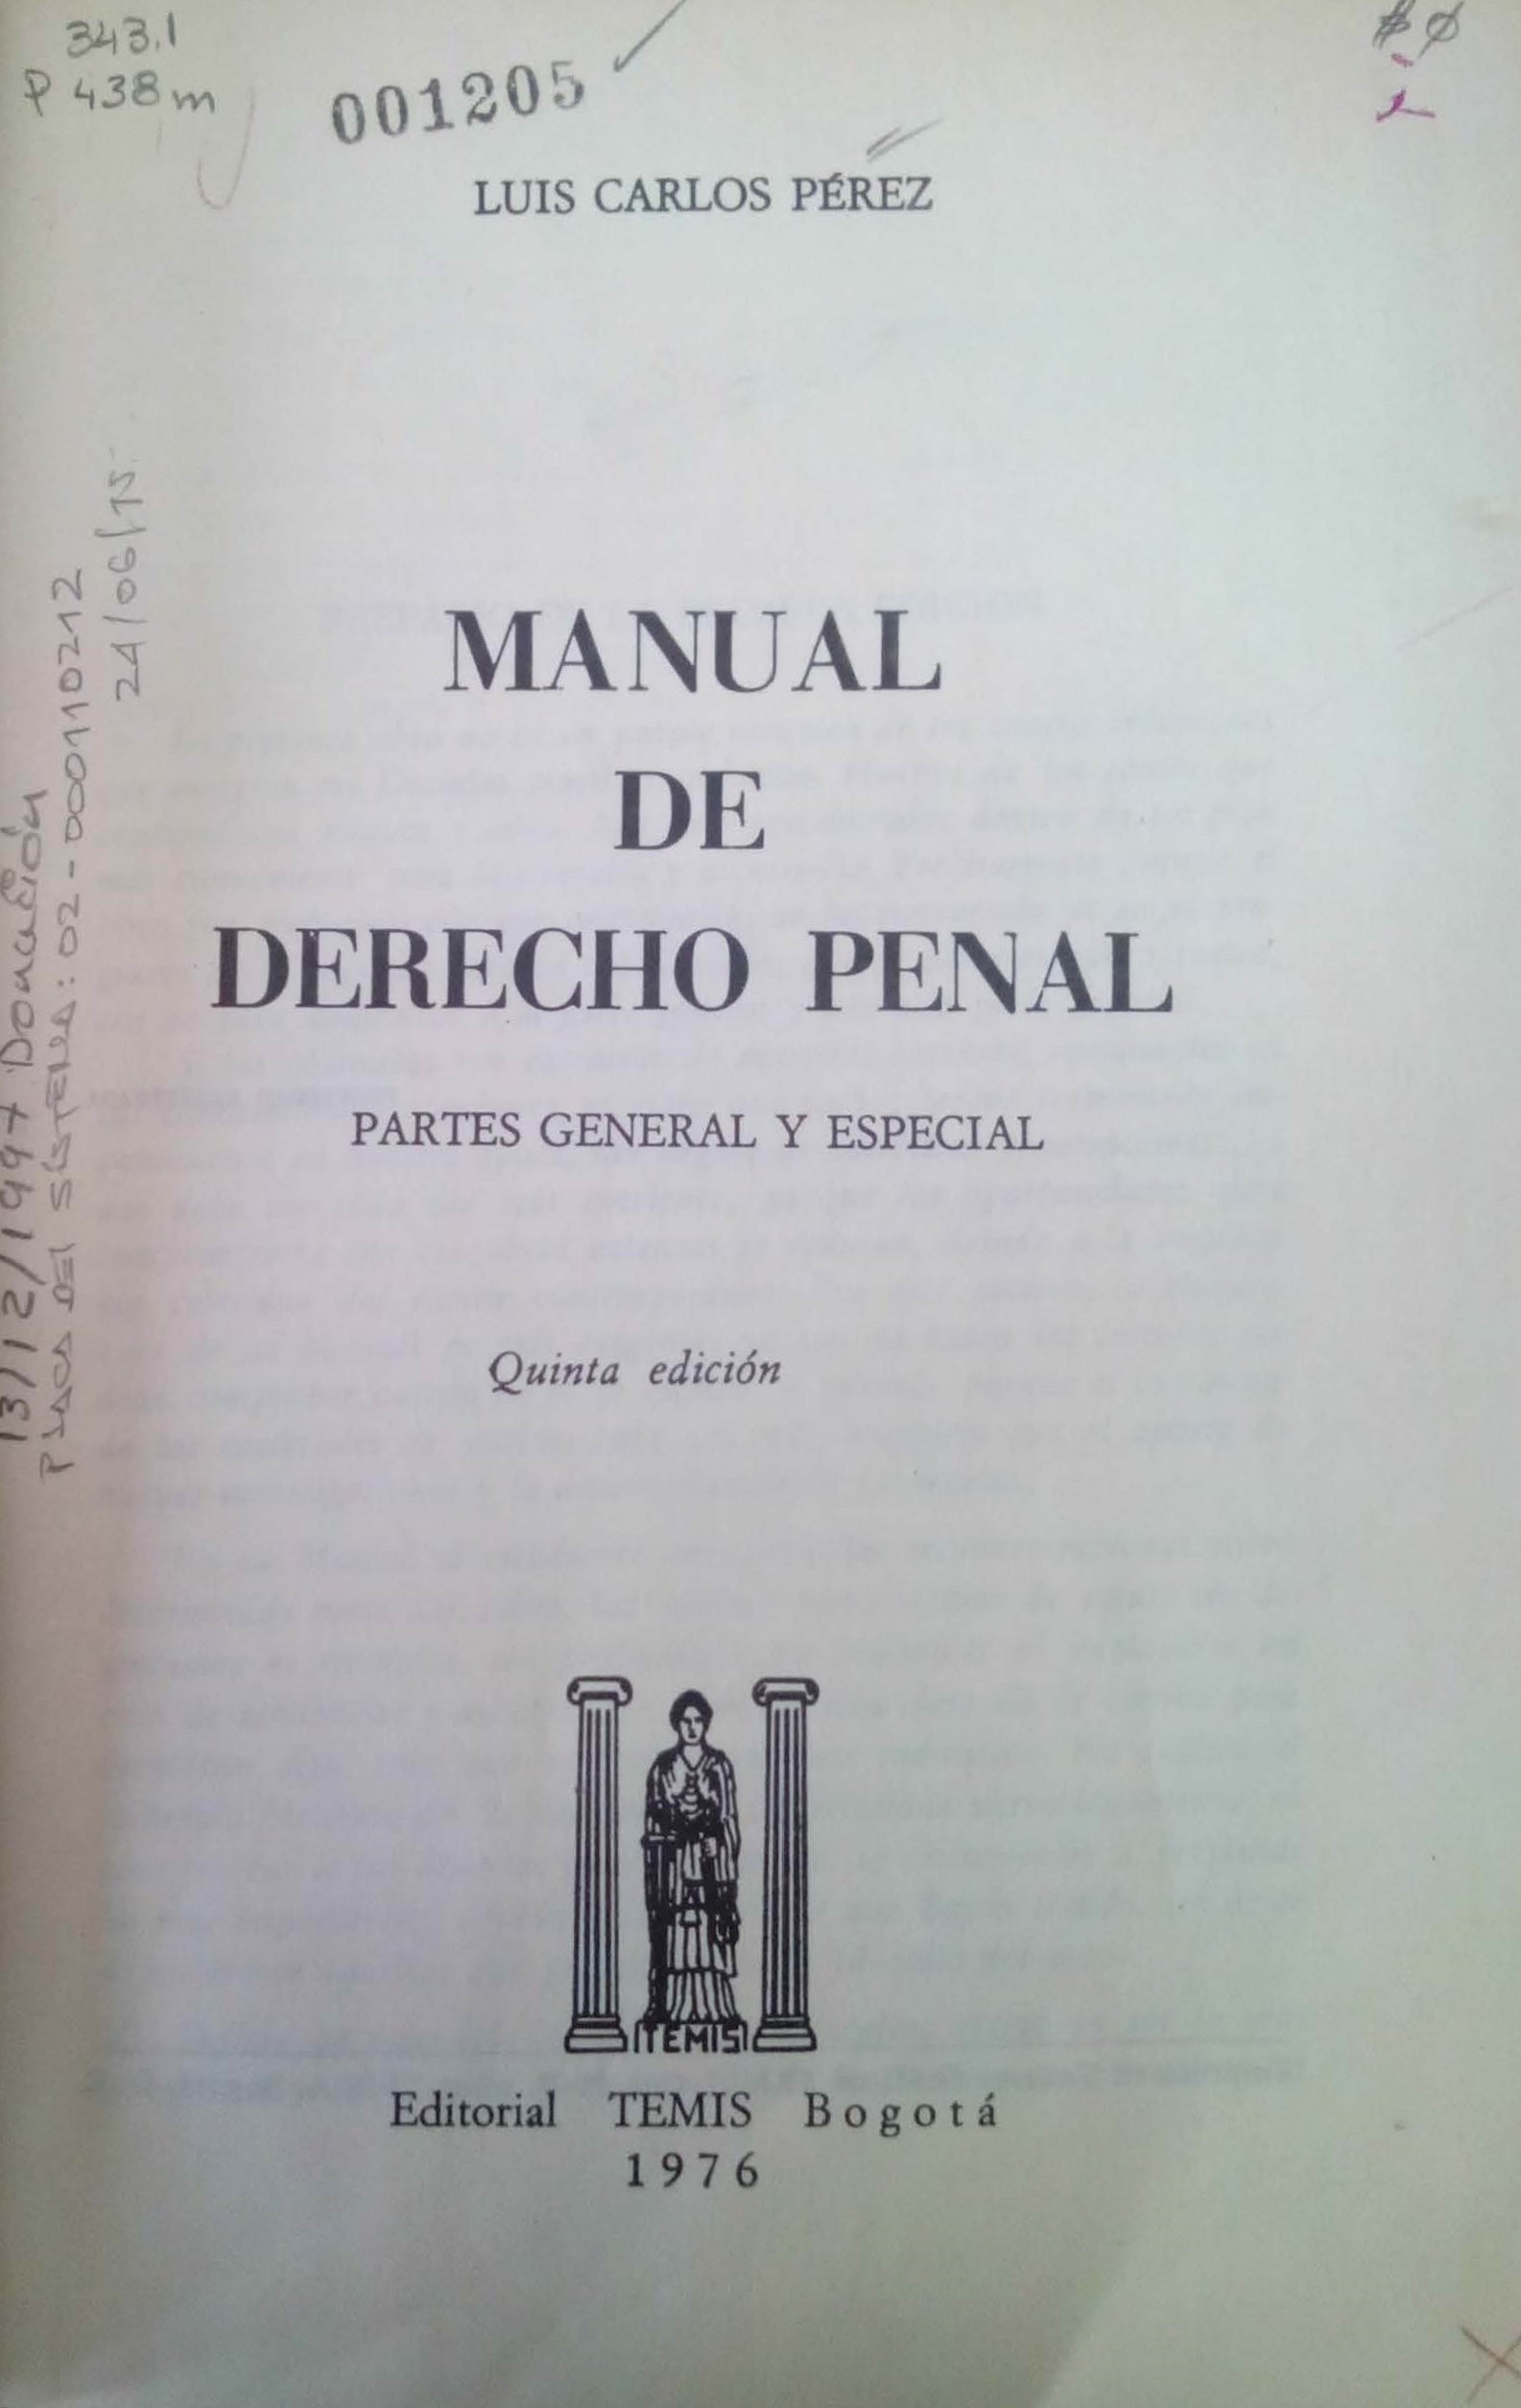 343.1
P 438m
001205
LUIS CARLOS PÉREZ
MANUAL
DE
DERECHO PENAL
PARTES GENERAL Y ESPECIAL
Quinta edición
TEMIS
Editorial TEMIS Bogotá
1976
13/12/1997 Donación
PLACA DEL SISTEMA: 02-000110212
24/06/15